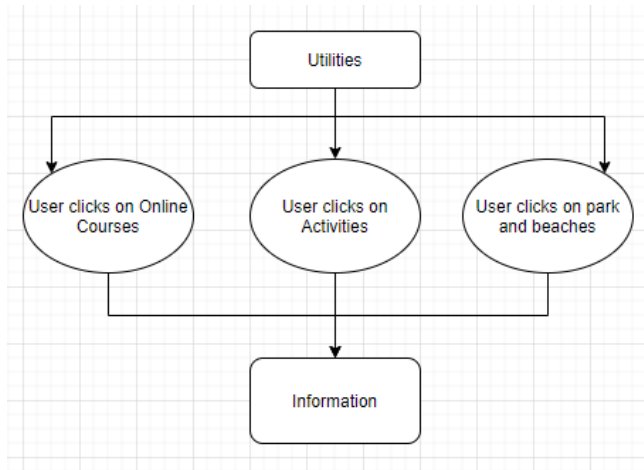 Utilities
User clicks on Online
Courses
User clicks on
Activities
User clicks on park
and beaches
Information